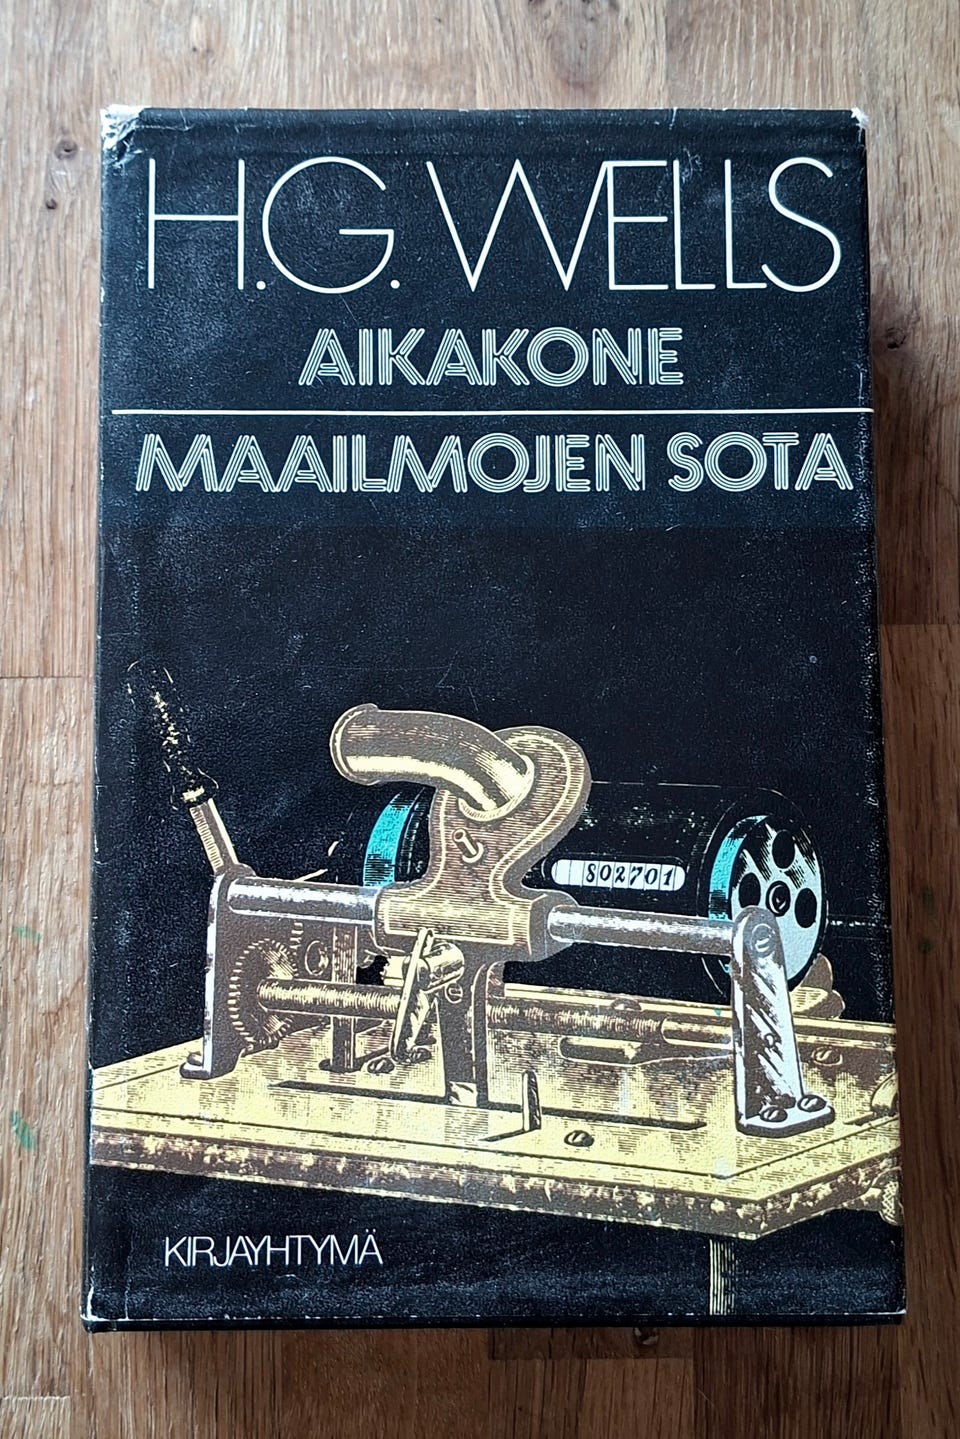 H.G. WELLS
AIKAKONE
MAAILMOJEN SOTA
802701
KIRJAYHTYMÄ